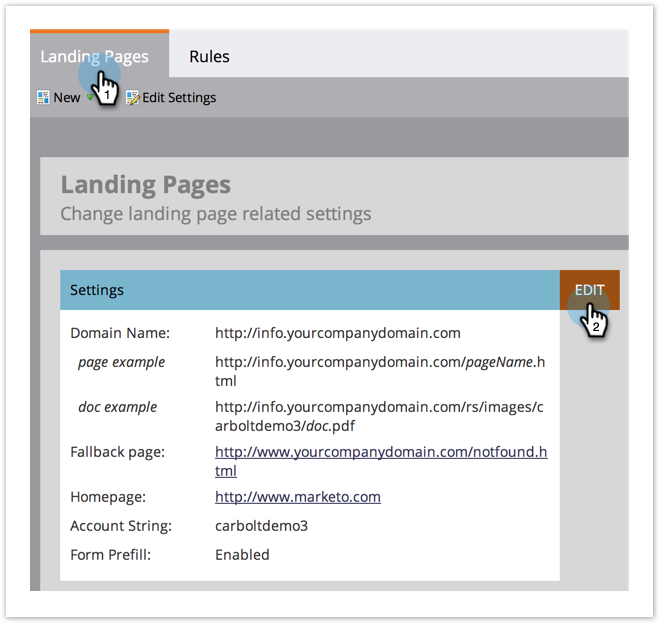 Landing Pages Rules
1
New Edit Settings
Landing Pages
Change landing page related settings
Settings EDIT
2
Domain Name: http://info.yourcompanydomain.com
page example http://info.yourcompanydomain.com/pageName.h
tml
doc example http://info.yourcompanydomain.com/rs/images/c
arboltdemo3/doc.pdf
Fallback page: http://www.yourcompanydomain.com/notfound.h
tml
Homepage: http://www.marketo.com
Account String: carboltdemo3
Form Prefill: Enabled